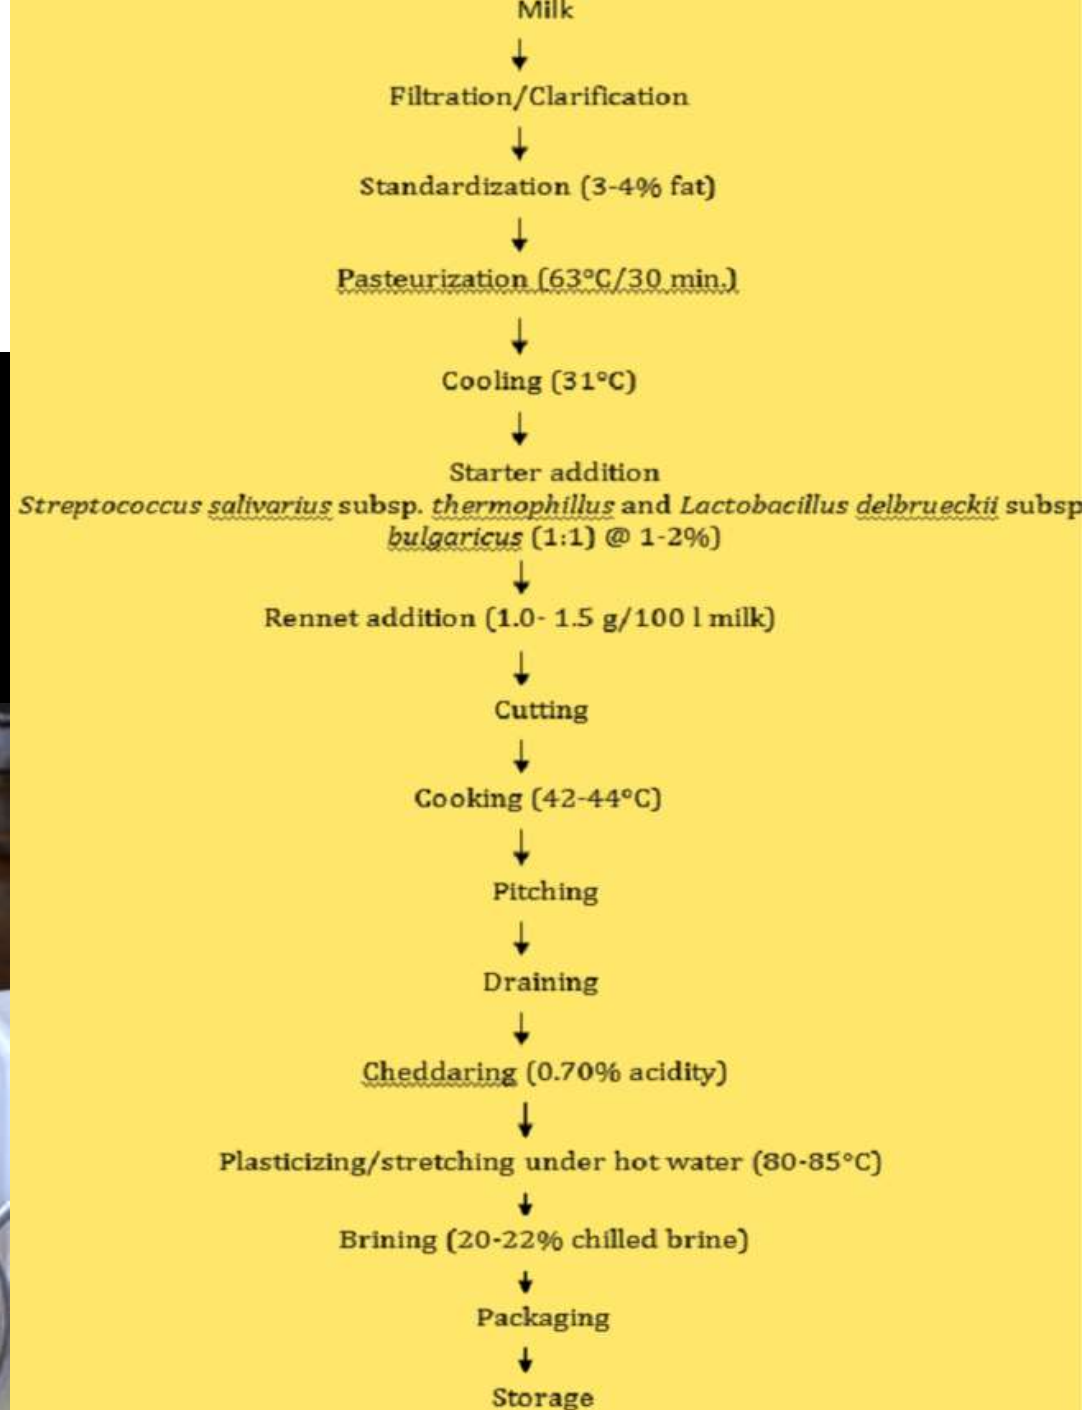 Milk
Filtration/Clarification
Standardization (3-4% fat)
Pasteurization (63°C/30 min.)
Cooling (31°C)
Starter addition
Streptococcus salivarius subsp. thermophillus and Lactobacillus delbrueckii subsp
bulgaricus (1:1) @ 1-2%)
Rennet addition (1.0- 1.5 g/100 l milk)
Cutting
Cooking (42-44°C)
Pitching
Draining
Cheddaring (0.70% acidity)
Plasticizing/stretching under hot water (80-85°C)
Brining (20-22% chilled brine)
Packaging
Storage